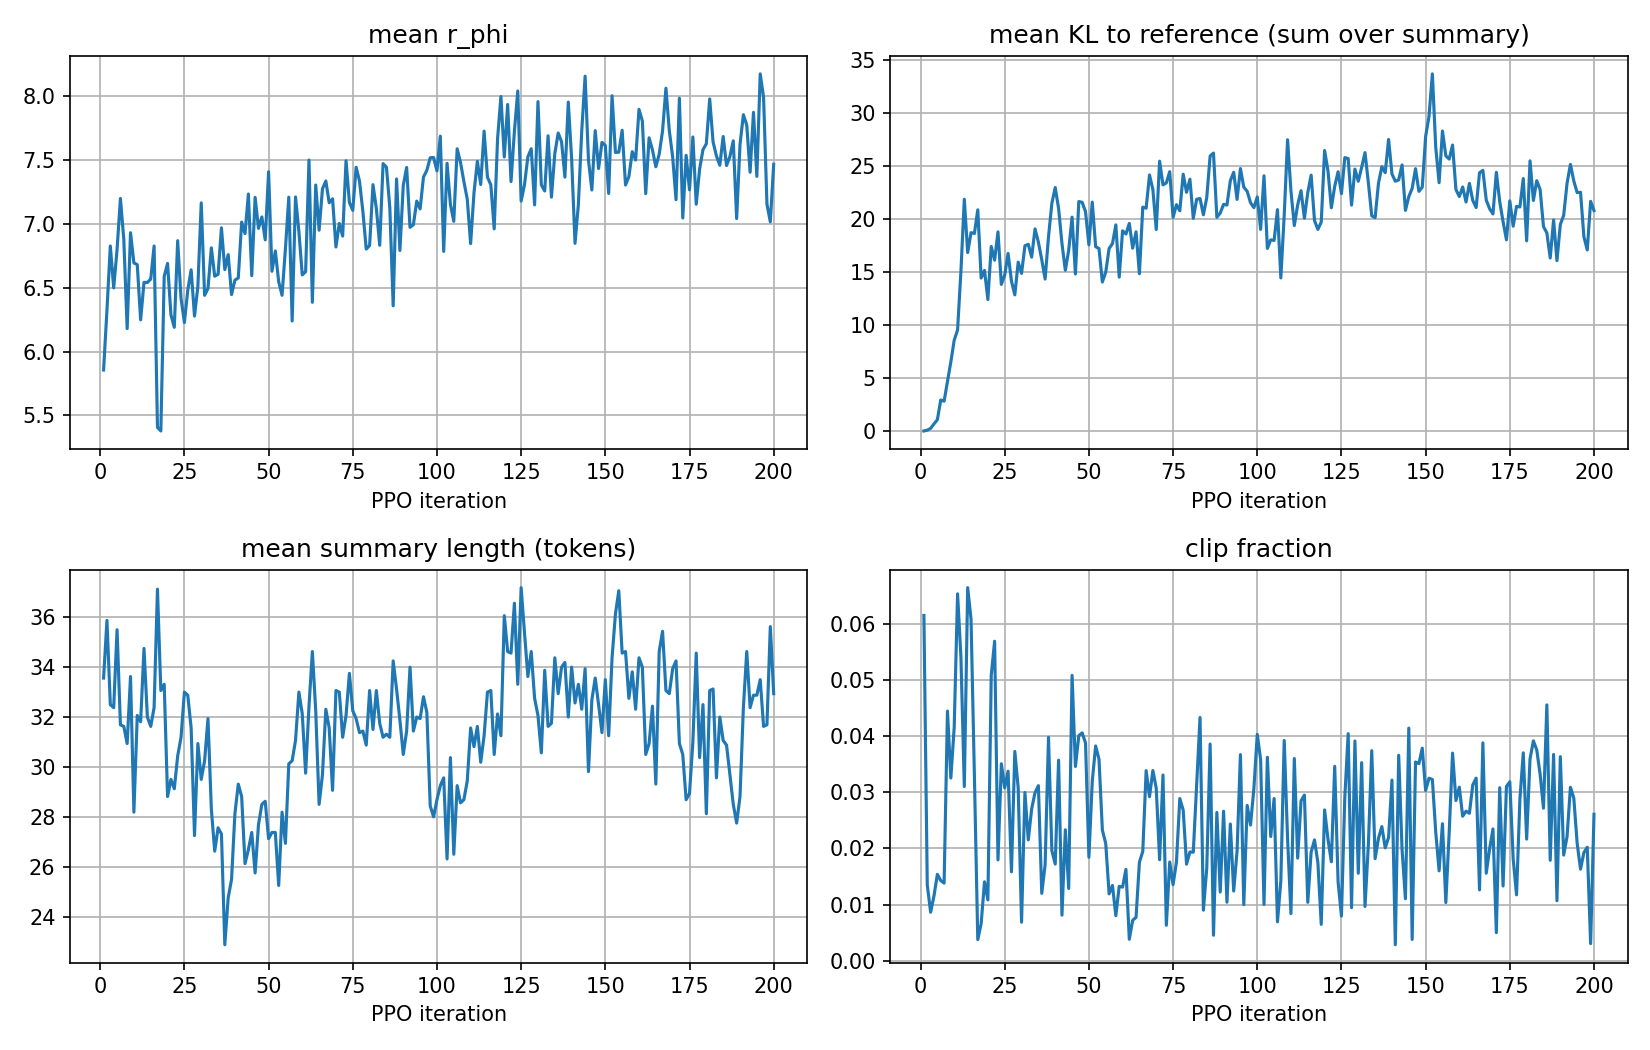 mean r_phi
8.0
7.5
7.0
6.5
6.0
5.5
0 25 50 75 100 125 150 175 200
PPO iteration
mean KL to reference (sum over summary)
35
30
25
20
15
10
5
0
0 25 50 75 100 125 150 175 200
PPO iteration
mean summary length (tokens)
36
34
32
30
28
26
24
0 25 50 75 100 125 150 175 200
PPO iteration
clip fraction
0.06
0.05
0.04
0.03
0.02
0.01
0.00
0 25 50 75 100 125 150 175 200
PPO iteration